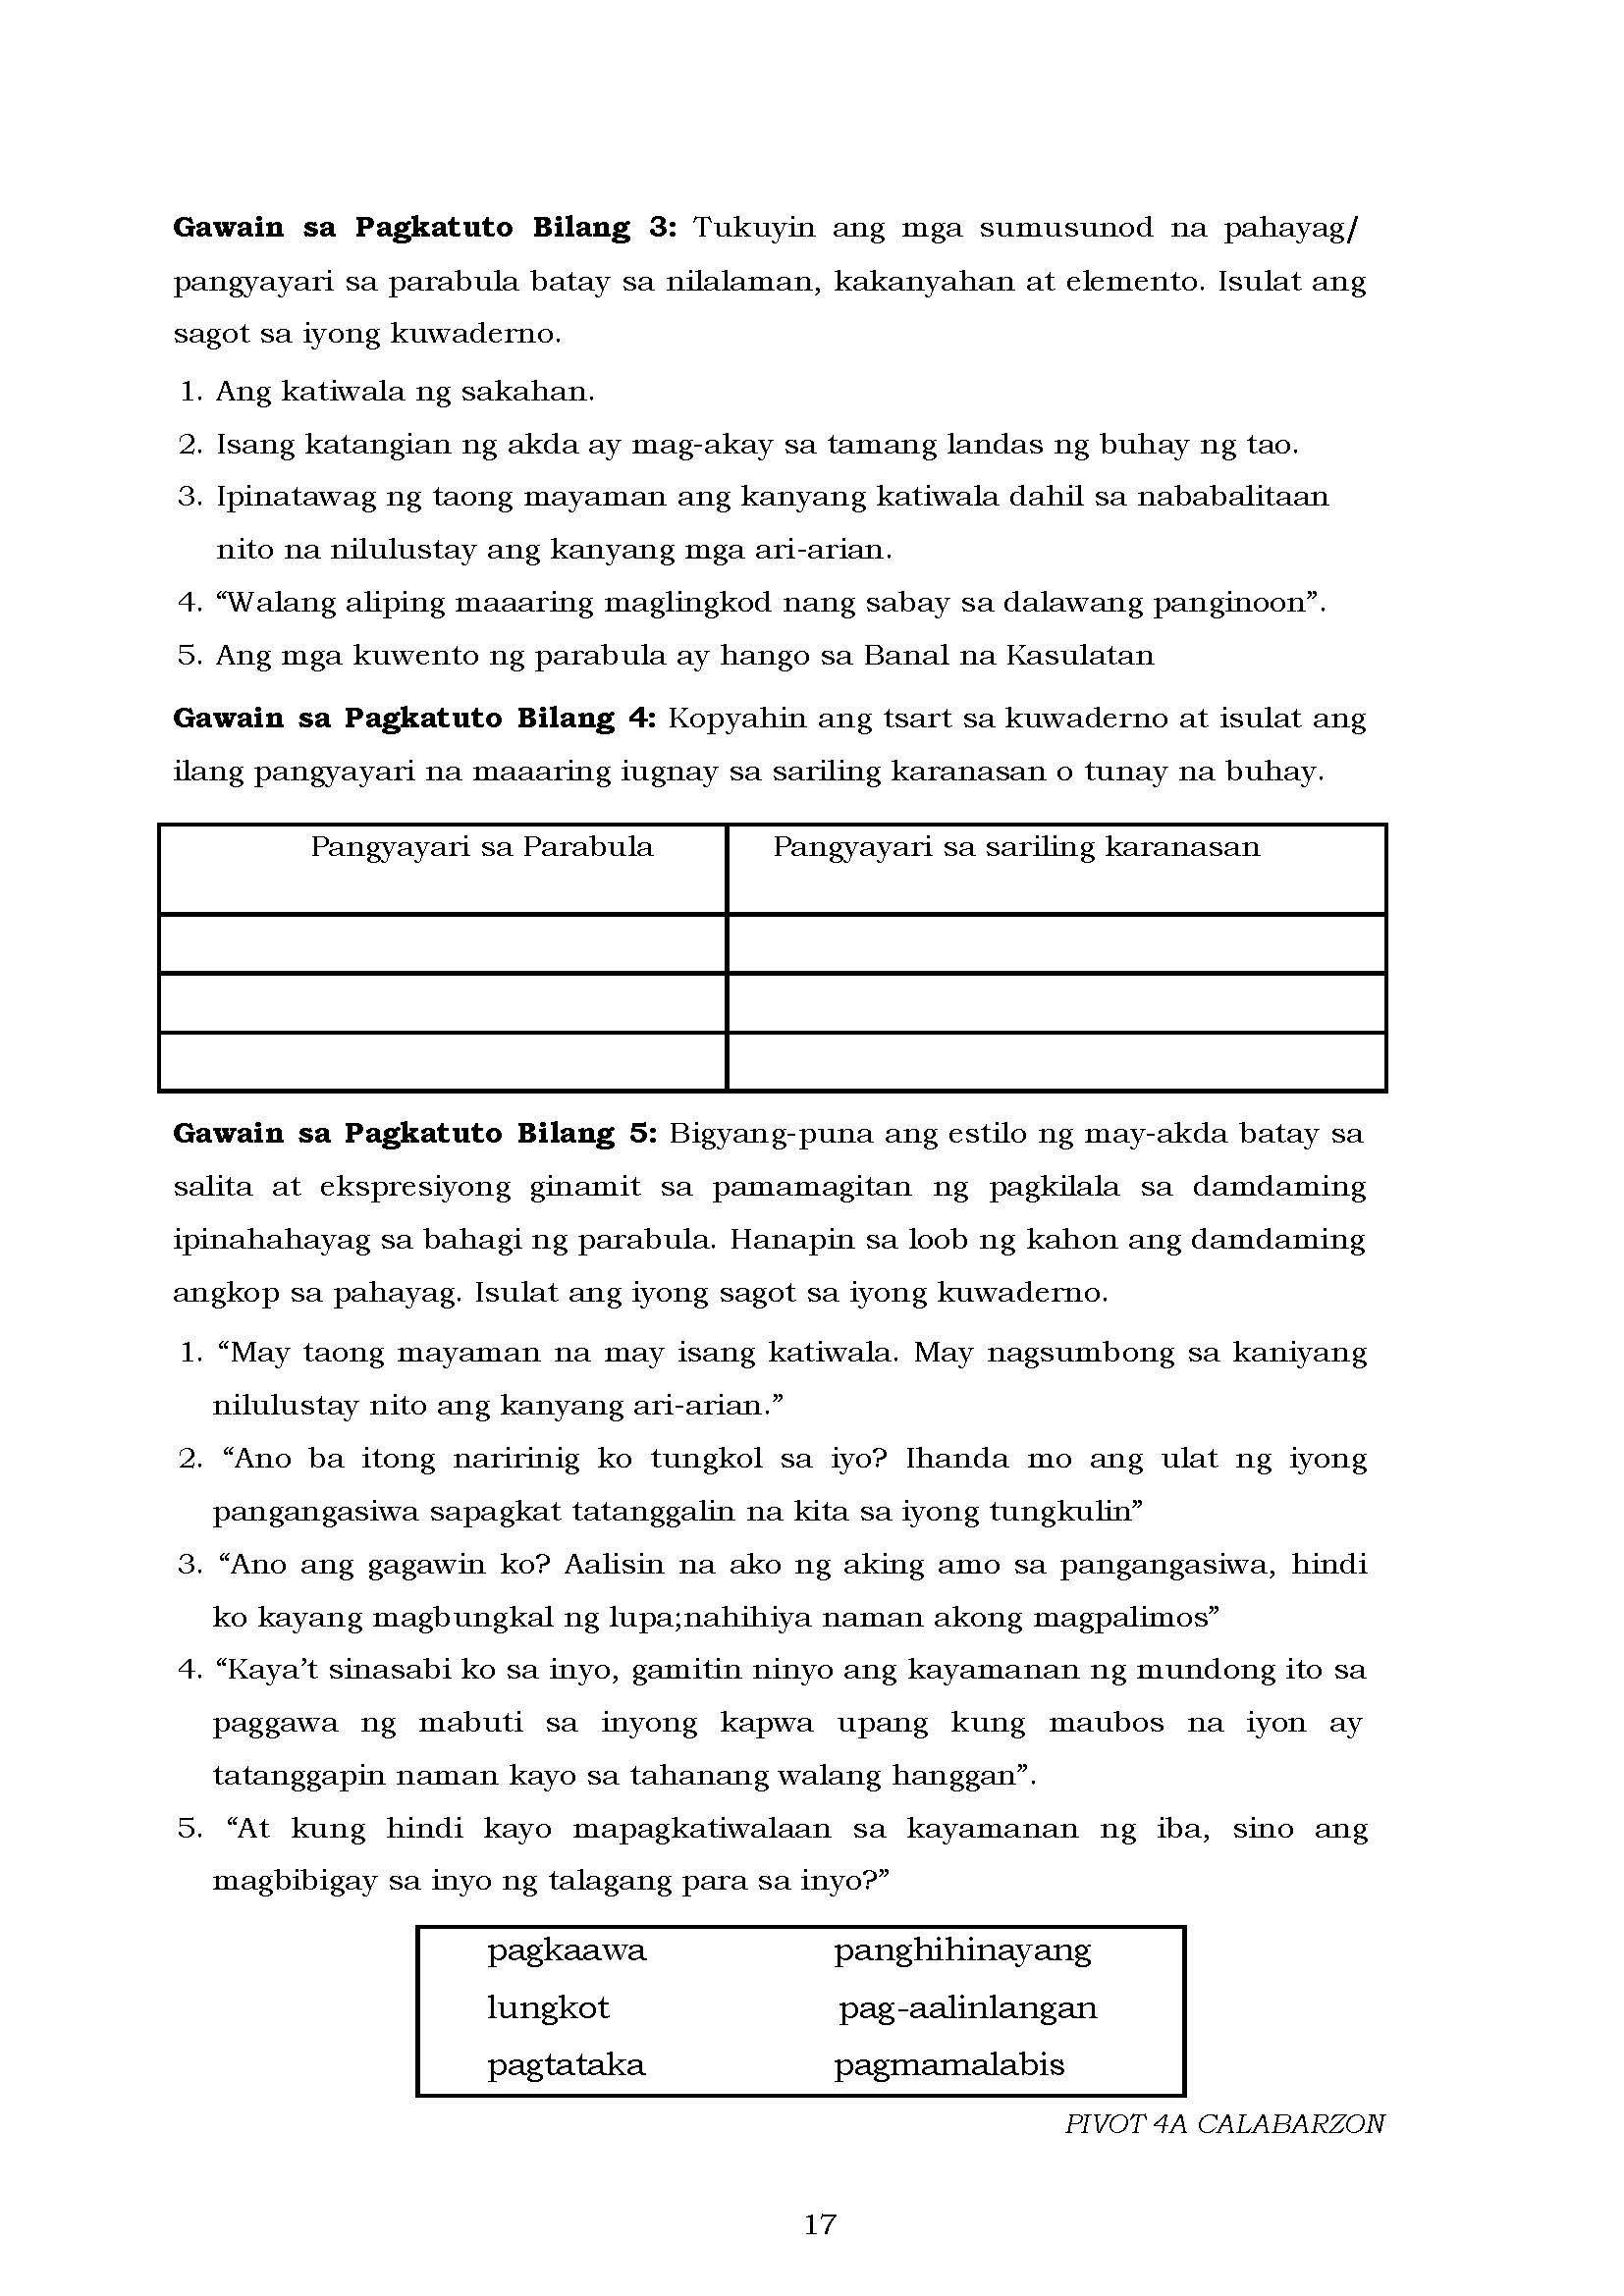 Gawain sa Pagkatuto Bilang 3: Tukuyin ang mga sumusunod na pahayag/
pangyayari sa parabula batay sa nilalaman, kakanyahan at elemento. Isulat ang
sagot sa iyong kuwaderno.
1. Ang katiwala ng sakahan.
2. Isang katangian ng akda ay mag-akay sa tamang landas ng buhay ng tao.
3. Ipinatawag ng taong mayaman ang kanyang katiwala dahil sa nababalitaan
nito na nilulustay ang kanyang mga ari-arian.
4. “Walang aliping maaaring maglingkod nang sabay sa dalawang panginoon”.
5. Ang mga kuwento ng parabula ay hango sa Banal na Kasulatan
Gawain sa Pagkatuto Bilang 4: Kopyahin ang tsart sa kuwaderno at isulat ang
ilang pangyayari na maaaring iugnay sa sariling karanasan o tunay na buhay.
Pangyayari sa Parabula
Pangyayari sa sariling karanasan
Gawain sa Pagkatuto Bilang 5: Bigyang-puna ang estilo ng may-akda batay sa
salita at ekspresiyong ginamit sa pamamagitan ng pagkilala sa damdaming
ipinahahayag sa bahagi ng parabula. Hanapin sa loob ng kahon ang damdaming
angkop sa pahayag. Isulat ang iyong sagot sa iyong kuwaderno.
1. “May taong mayaman na may isang katiwala. May nagsumbong sa kaniyang
nilulustay nito ang kanyang ari-arian.”
2. “Ano ba itong naririnig ko tungkol sa iyo? Ihanda mo ang ulat ng iyong
pangangasiwa sapagkat tatanggalin na kita sa iyong tungkulin”
3. “Ano ang gagawin ko? Aalisin na ako ng aking amo sa pangangasiwa, hindi
ko kayang magbungkal ng lupa;nahihiya naman akong magpalimos”
4. “Kaya’t sinasabi ko sa inyo, gamitin ninyo ang kayamanan ng mundong ito sa
paggawa ng mabuti sa inyong kapwa upang kung maubos na iyon ay
tatanggapin naman kayo sa tahanang walang hanggan”.
5. “At kung hindi kayo mapagkatiwalaan sa kayamanan ng iba, sino ang
magbibigay sa inyo ng talagang para sa inyo?”
pagkaawa panghihinayang
lungkot pag-aalinlangan
pagtataka pagmamalabis
PIVOT 4A CALABARZON
17